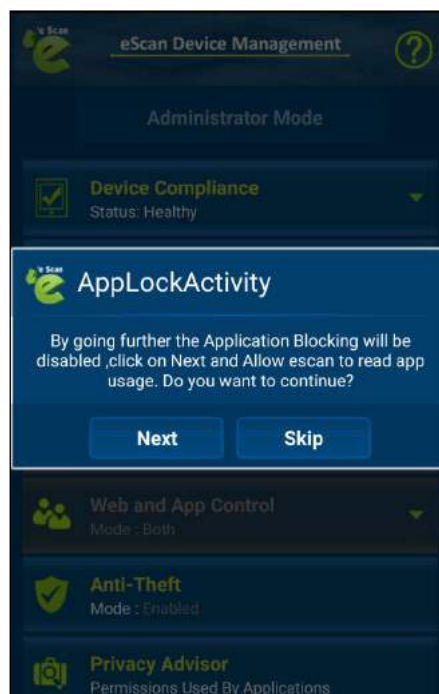 e Scan
eScan Device Management
?
Administrator Mode
Device Compliance
Status: Healthy
e Scan
AppLockActivity
By going further the Application Blocking will be
disabled ,click on Next and Allow escan to read app
usage. Do you want to continue?
Next
Skip
Web and App Control
Mode : Both
Anti-Theft
Mode : Enabled
Privacy Advisor
Permissions Used By Applications